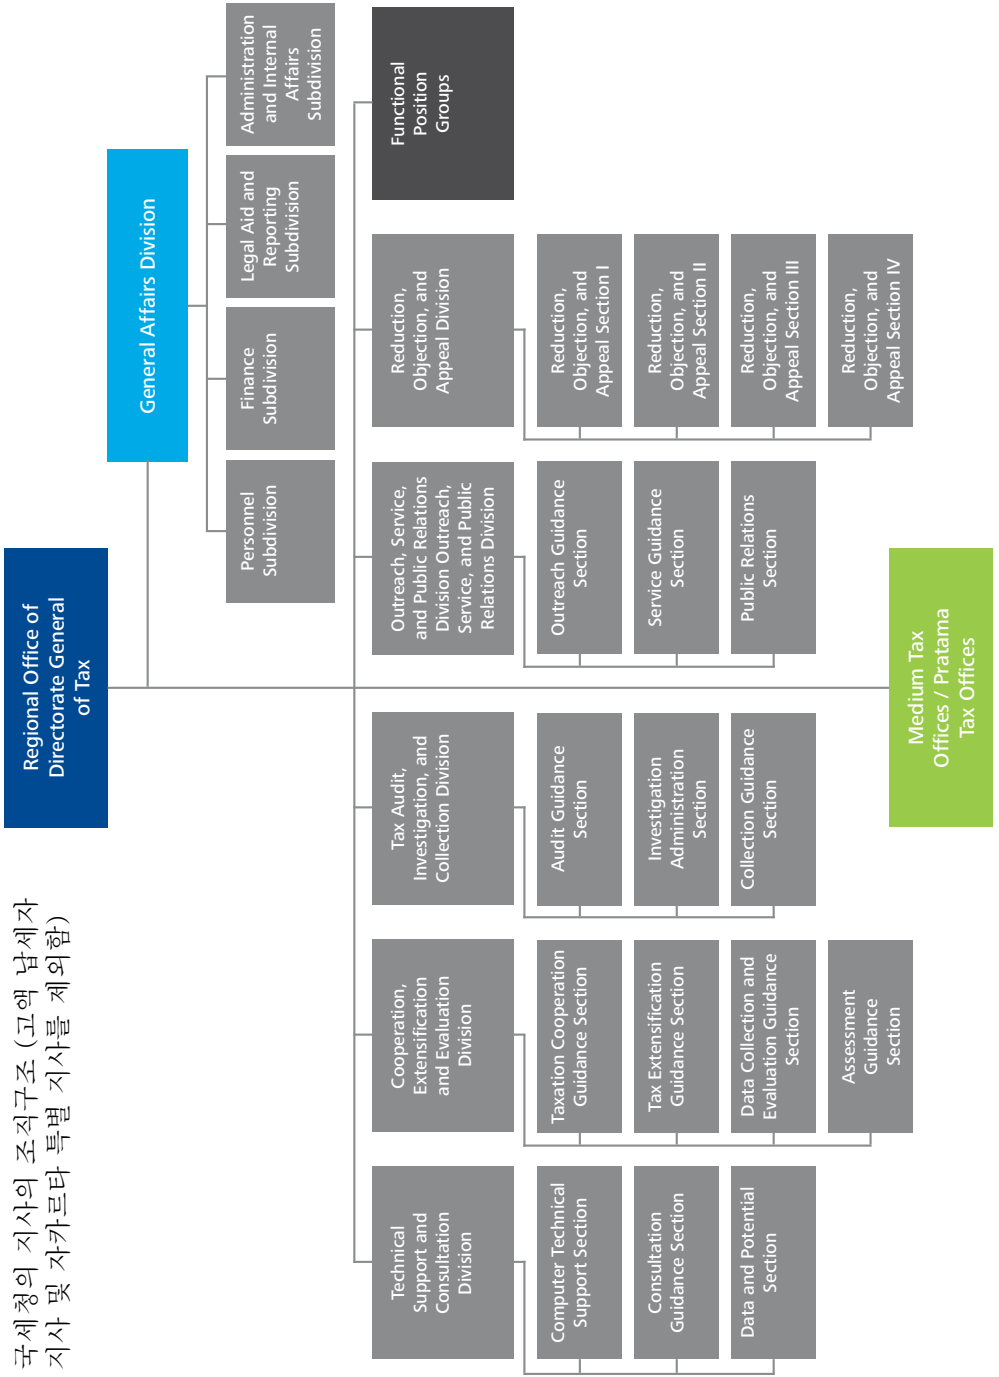 국세청의 지사의 조직구조 (고액 납세자
지사 및 자카르타 특별 지사를 제외함)
Regional Office of
Directorate General
of Tax
General Affairs Division
Personnel
Subdivision
Finance
Subdivision
Legal Aid and
Reporting
Subdivision
Administration
and Internal
Affairs
Subdivision
Technical
Support and
Consultation
Division
Cooperation,
Extensification
and Evaluation
Division
Tax Audit,
Investigation, and
Collection Division
Outreach, Service,
and Public Relations
Division Outreach,
Service, and Public
Relations Division
Reduction,
Objection, and
Appeal Division
Functional
Position
Groups
Computer Technical
Support Section
Consultation
Guidance Section
Data and Potential
Section
Taxation Cooperation
Guidance Section
Tax Extensification
Guidance Section
Data Collection and
Evaluation Guidance
Section
Assessment
Guidance
Section
Audit Guidance
Section
Investigation
Administration
Section
Collection Guidance
Section
Outreach Guidance
Section
Service Guidance
Section
Public Relations
Section
Reduction,
Objection, and
Appeal Section I
Reduction,
Objection, and
Appeal Section II
Reduction,
Objection, and
Appeal Section III
Reduction,
Objection, and
Appeal Section IV
Medium Tax
Offices / Pratama
Tax Offices